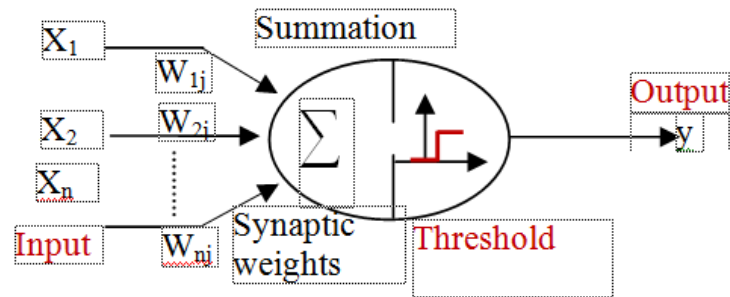 Summation
X1
W1j
X2
W2j
Xn
Input
Wnj
∑
Synaptic
weights
Threshold
Output
y